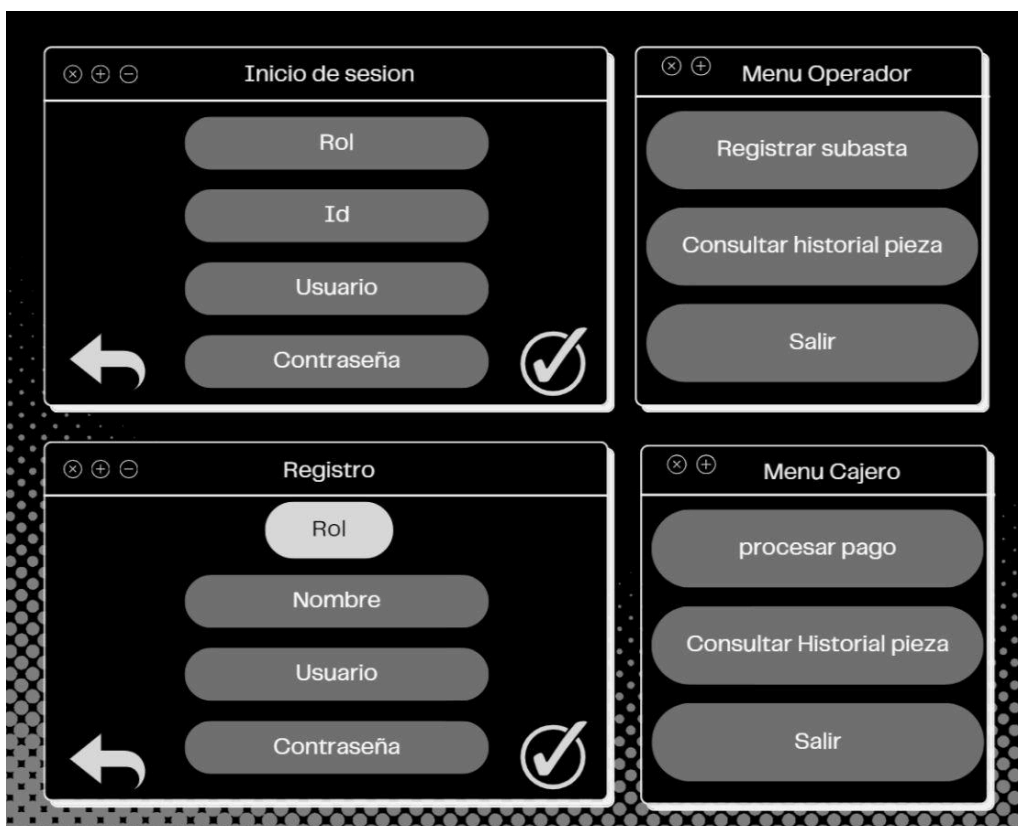 Inicio de sesion
Rol
Id
Usuario
Contraseña
Menu Operador
Registrar subasta
Consultar historial pieza
Salir
Registro
Rol
Nombre
Usuario
Contraseña
Menu Cajero
procesar pago
Consultar Historial pieza
Salir